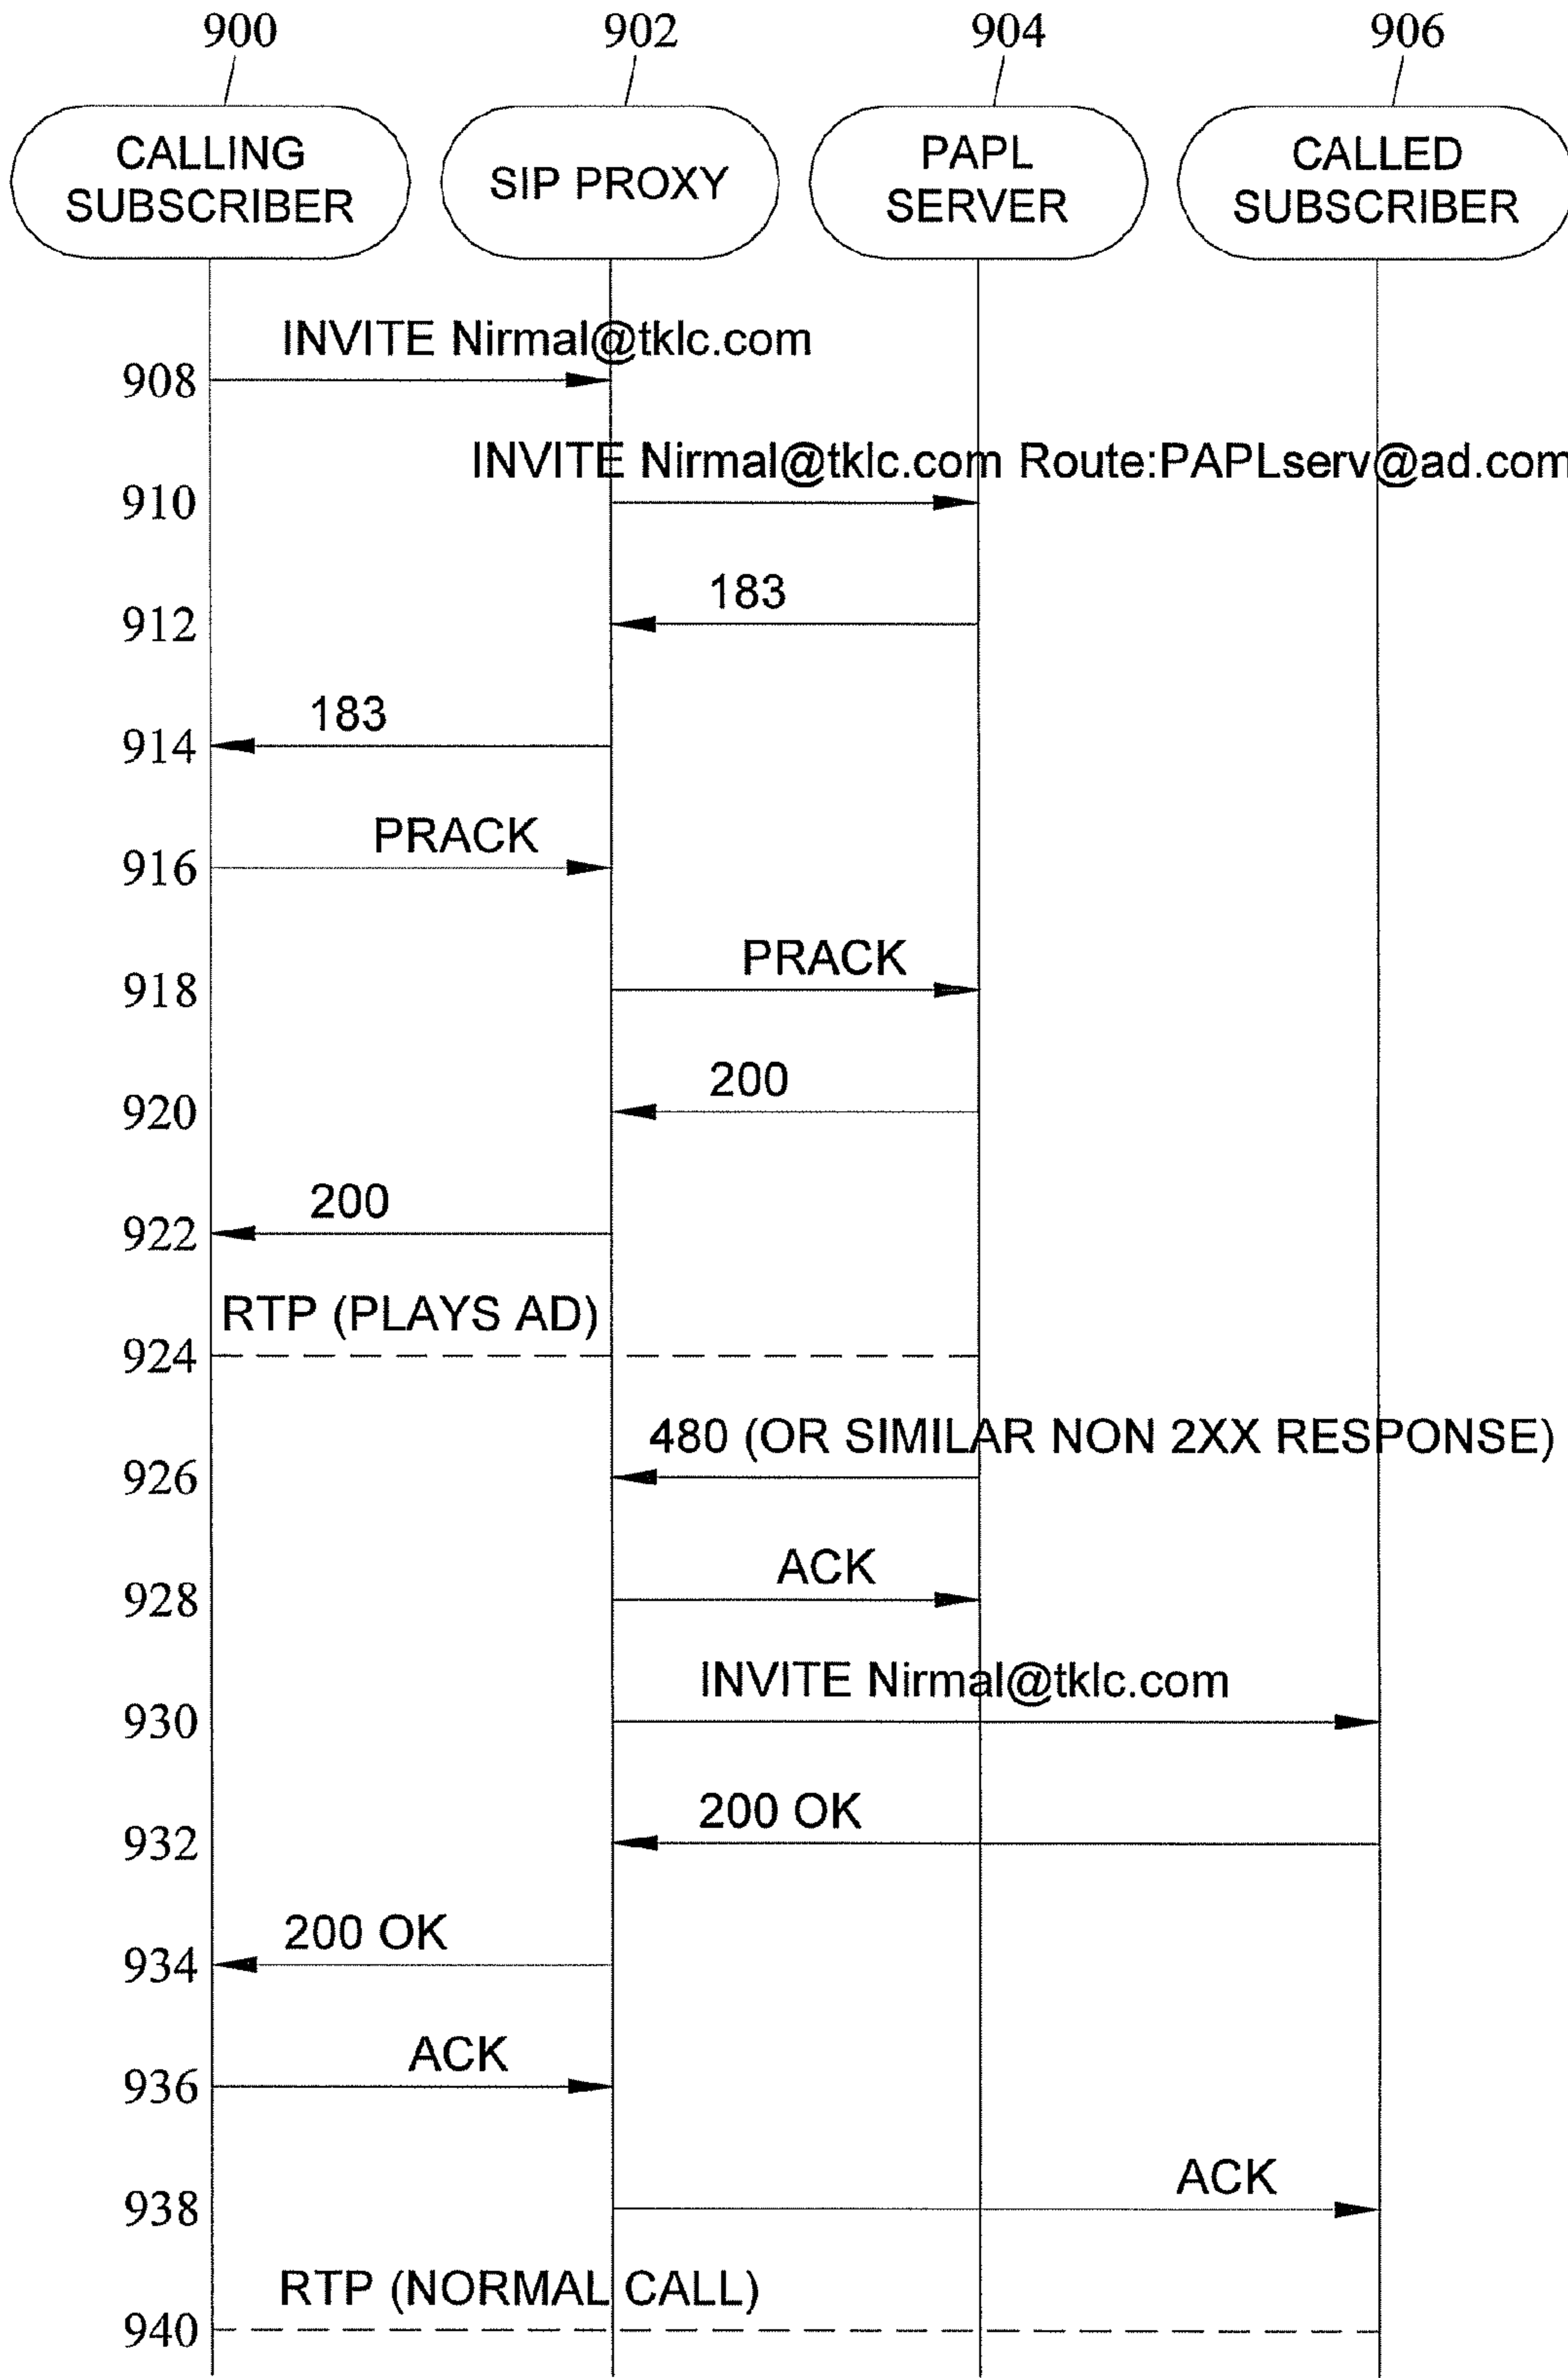 900 902 904 906
CALLING SUBSCRIBER
SIP PROXY
PAPL SERVER
CALLED SUBSCRIBER
INVITE Nirmal@tklc.com
908
INVITE Nirmal@tklc.com Route:PAPLserv@ad.com
910
183
912
183
914
PRACK
916
PRACK
918
200
920
200
922
RTP (PLAYS AD)
924
480 (OR SIMILAR NON 2XX RESPONSE)
926
ACK
928
INVITE Nirmal@tklc.com
930
200 OK
932
200 OK
934
ACK
936
ACK
938
RTP (NORMAL CALL)
940